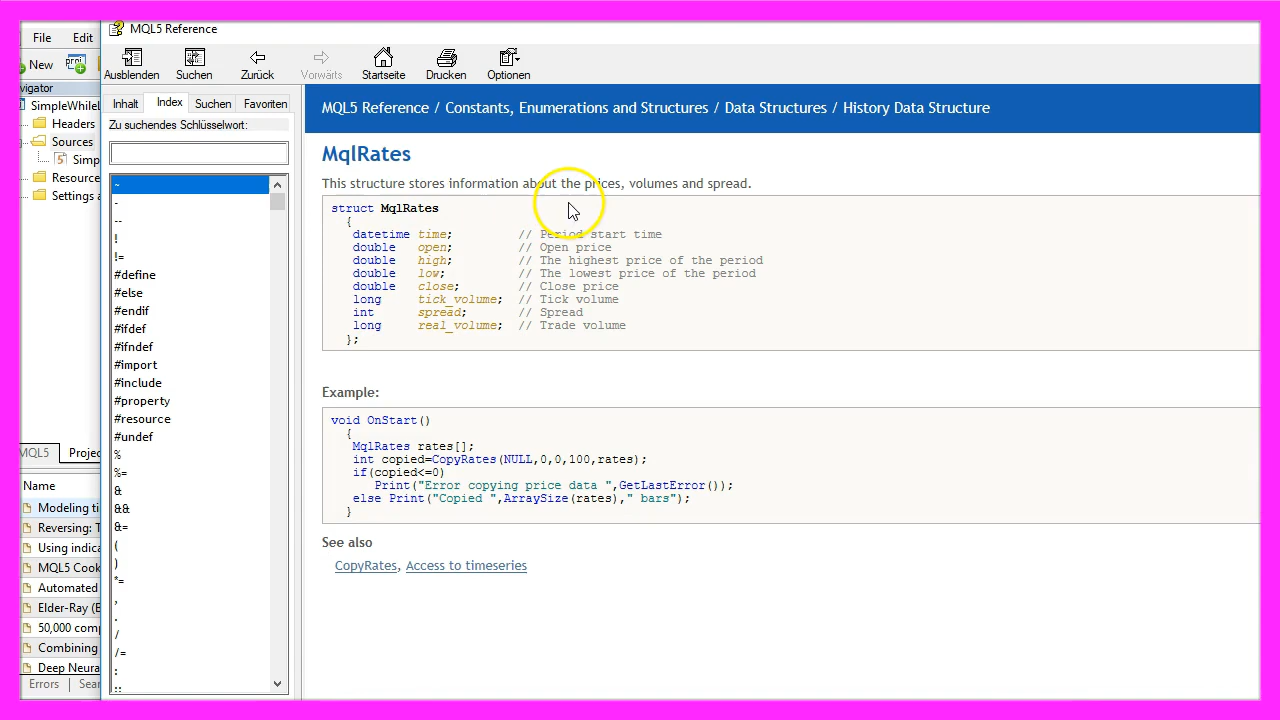 MQL5 Reference
File Edit
Ausblenden Suchen Zurück Vorwärts Startseite Drucken Optionen
New
vigator
SimpleWhileL
Headers
Sources
Simp
Resource
Settings a
MQL5 Projec
Name
Modeling ti
Reversing: T
Using indica
MQL5 Cook
Automated
Elder-Ray (B
50,000 comp
Combining
Deep Neura
Errors Sear
Inhalt Index Suchen Favoriten
Zu suchendes Schlüsselwort:
~
-
--
!
!=
#define
#else
#endif
#ifdef
#ifndef
#import
#include
#property
#resource
#undef
%
%=
&
&&
&=
(
)
*=
,
.
/
/=
:
::
MQL5 Reference / Constants, Enumerations and Structures / Data Structures / History Data Structure
MqlRates
This structure stores information about the prices, volumes and spread.
struct MqlRates
{
datetime time; // Period start time
double open; // Open price
double high; // The highest price of the period
double low; // The lowest price of the period
double close; // Close price
long tick_volume; // Tick volume
int spread; // Spread
long real_volume; // Trade volume
};
Example:
void OnStart()
{
MqlRates rates[];
int copied=CopyRates(NULL,0,0,100,rates);
if(copied<=0)
Print("Error copying price data ",GetLastError());
else Print("Copied ",ArraySize(rates)," bars");
}
See also
CopyRates, Access to timeseries